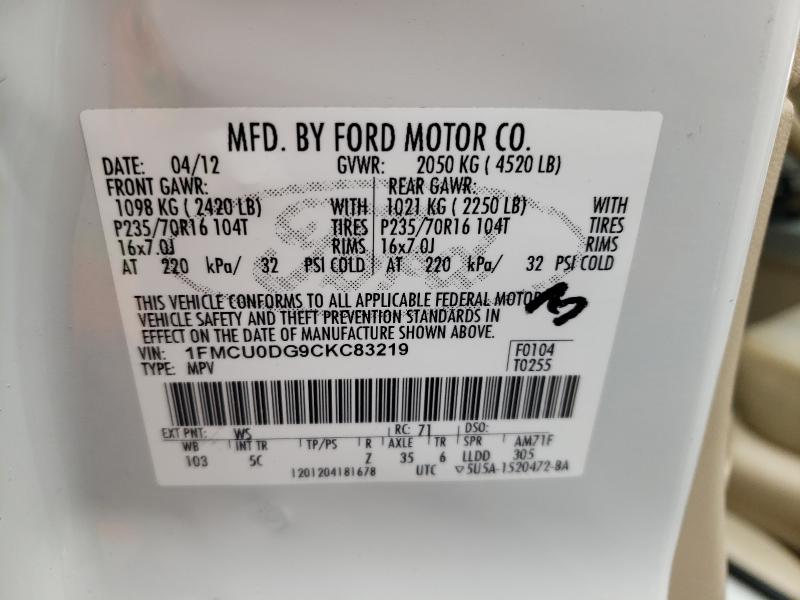 MFD. BY FORD MOTOR CO.
DATE: 04/12 GVWR: 2050 KG ( 4520 LB)
FRONT GAWR: REAR GAWR:
1098 KG ( 2420 LB) WITH 1021 KG ( 2250 LB) WITH
P235/70R16 104T TIRES P235/70R16 104T TIRES
16x7.0J RIMS 16x7.0J RIMS
AT 220 kPa/ 32 PSI COLD AT 220 kPa/ 32 PSI COLD
THIS VEHICLE CONFORMS TO ALL APPLICABLE FEDERAL MOTOR
VEHICLE SAFETY AND THEFT PREVENTION STANDARDS IN
EFFECT ON THE DATE OF MANUFACTURE SHOWN ABOVE.
VIN: 1FMCU0DG9CKC83219 F0104
TYPE: MPV T0255
EXT PNT: WS RC: 71 DSO:
WB INT TR TP/PS R AXLE TR SPR AM71F
103 5C Z 35 6 LLDD 305
1201204181678 UTC ▽5U5A-1520472-BA